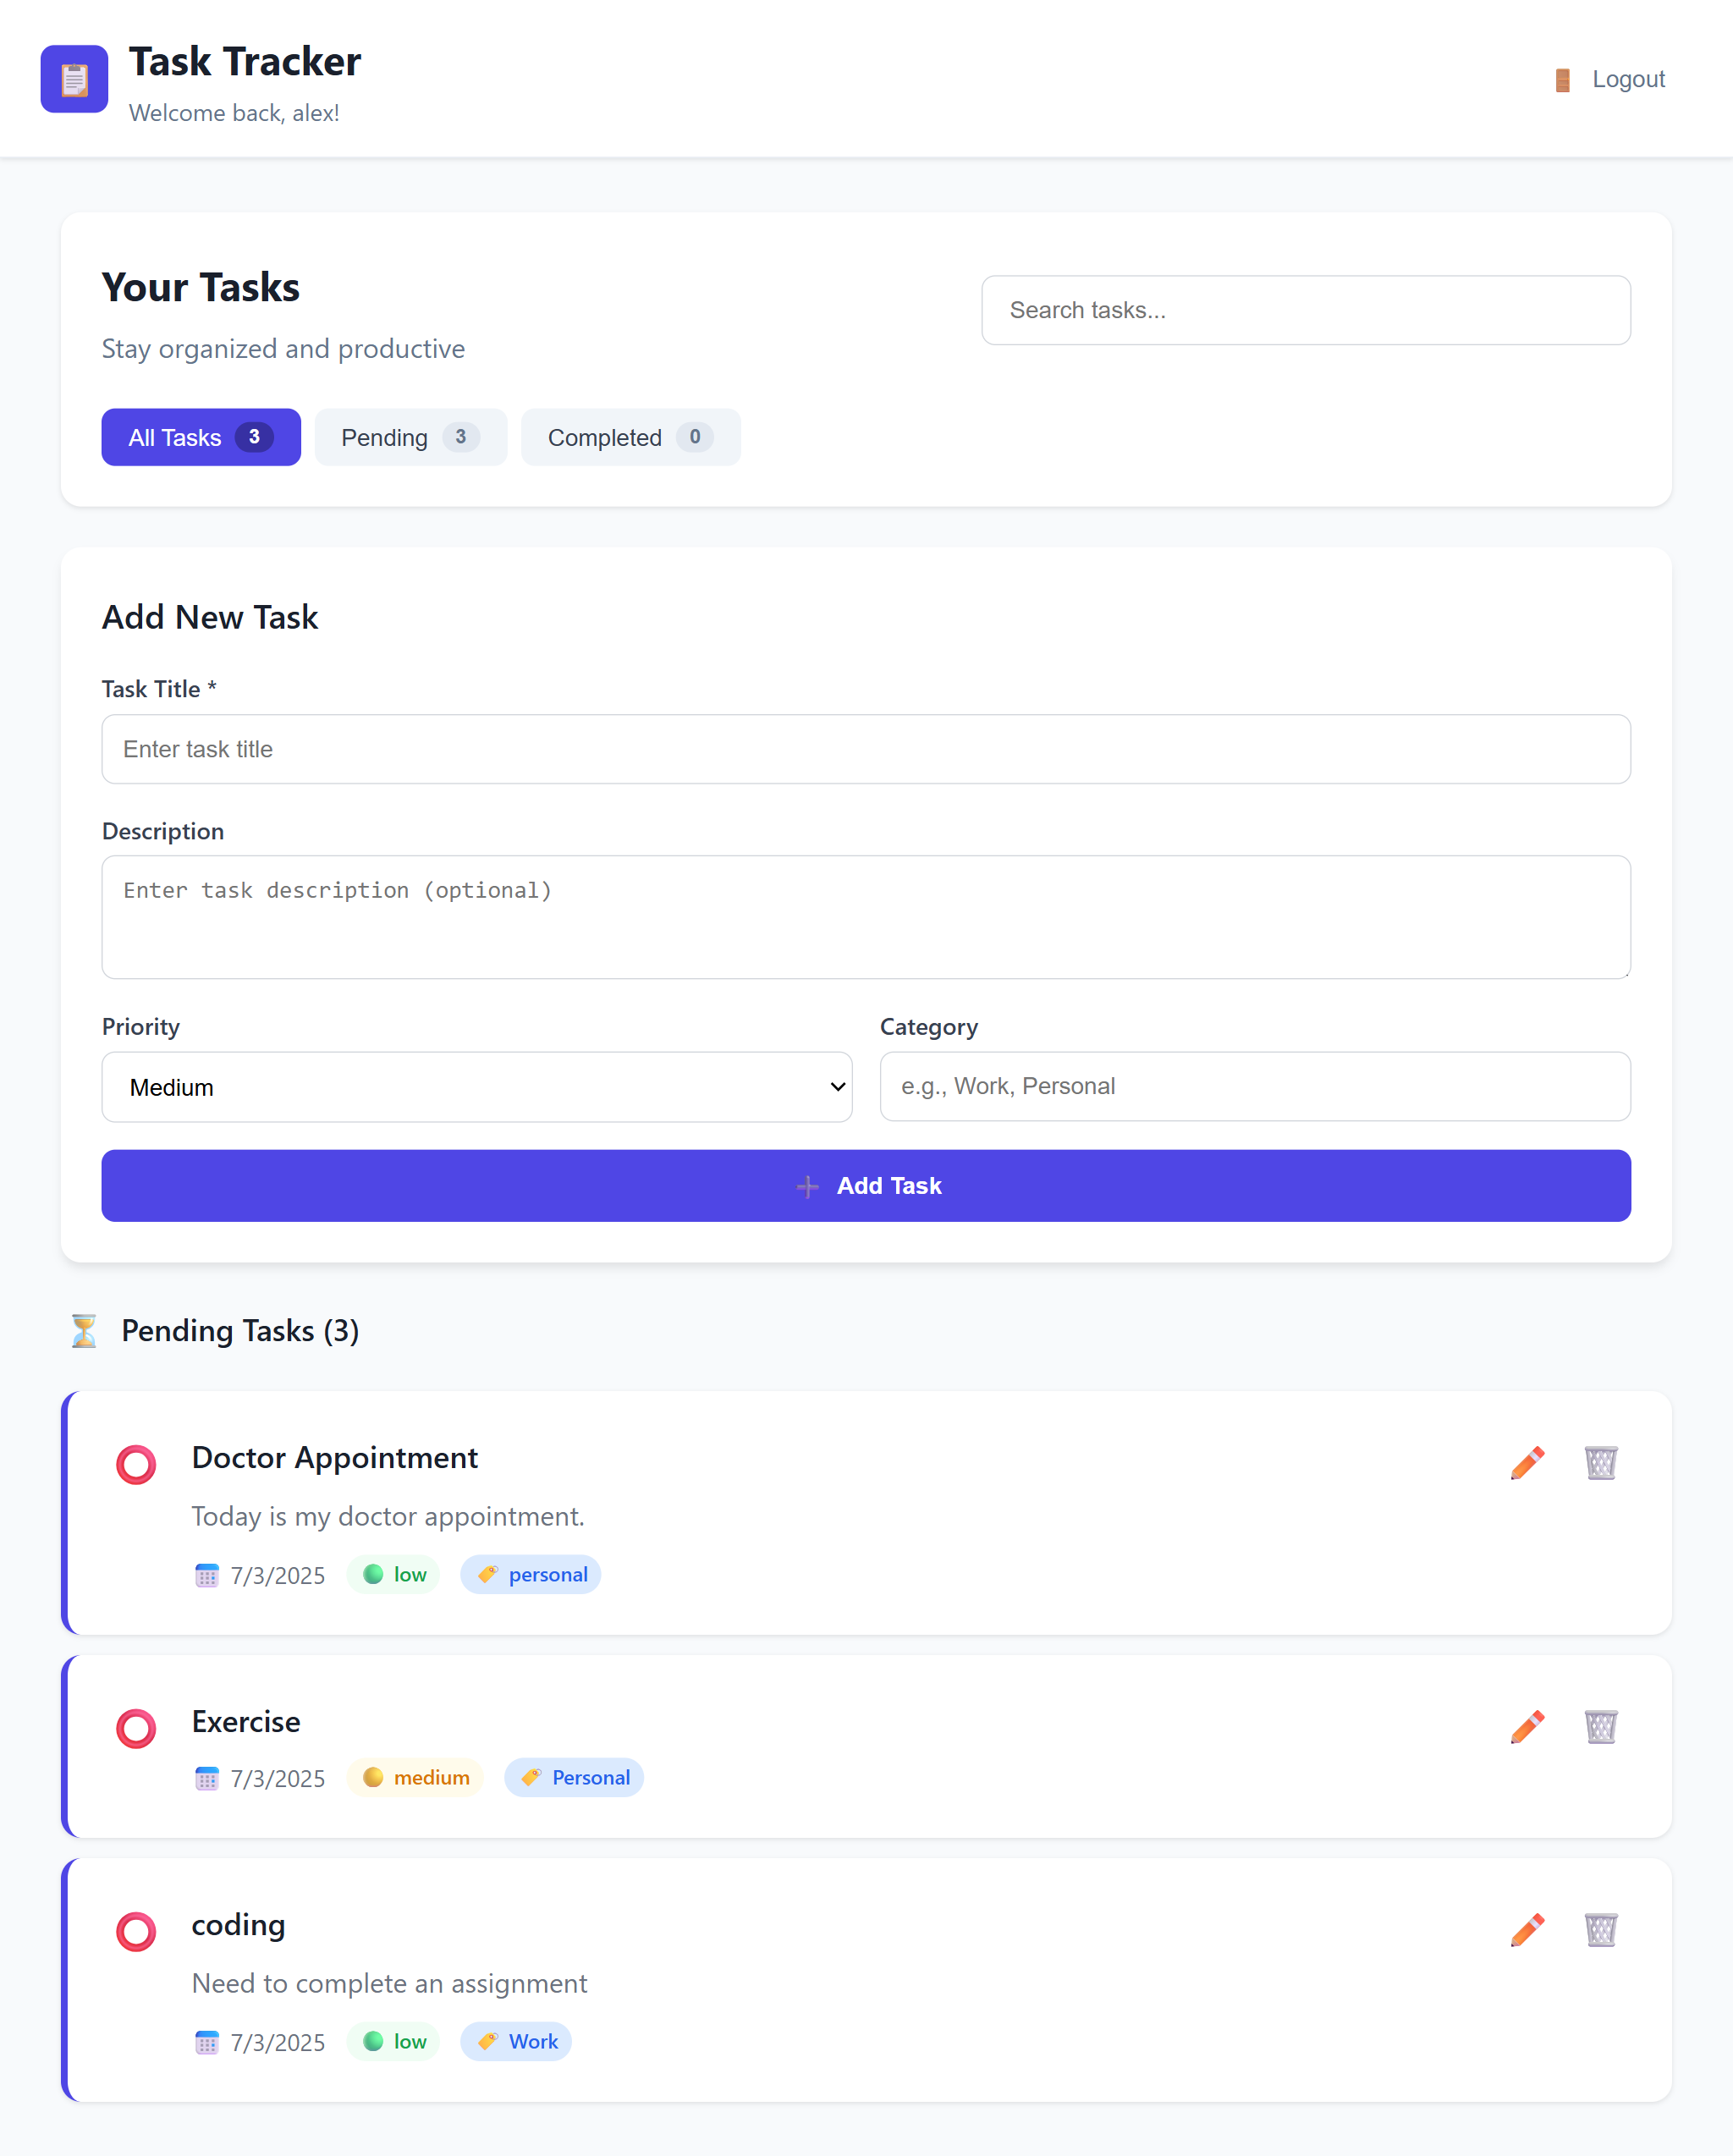 Task Tracker
Welcome back, alex!
Logout
Your Tasks
Stay organized and productive
Search tasks...
All Tasks 3
Pending 3
Completed 0
Add New Task
Task Title *
Enter task title
Description
Enter task description (optional)
Priority
Category
Medium
e.g., Work, Personal
Add Task
Pending Tasks (3)
Doctor Appointment
Today is my doctor appointment.
7/3/2025 low personal
Exercise
7/3/2025 medium Personal
coding
Need to complete an assignment
7/3/2025 low Work